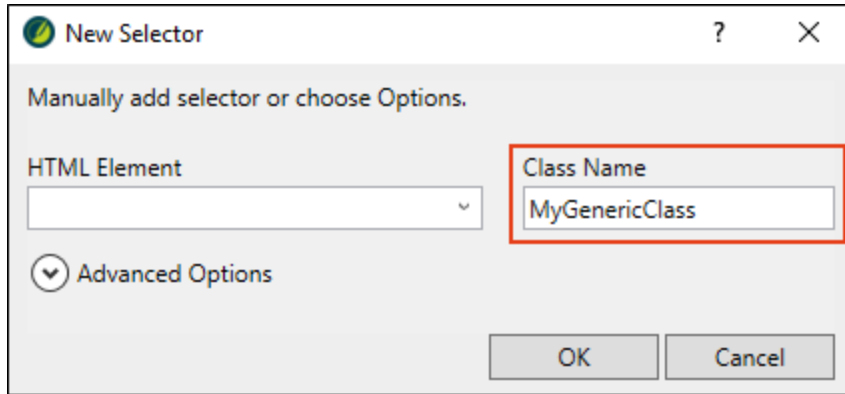 New Selector ?
Manually add selector or choose Options.
HTML Element Class Name
MyGenericClass
Advanced Options
OK Cancel